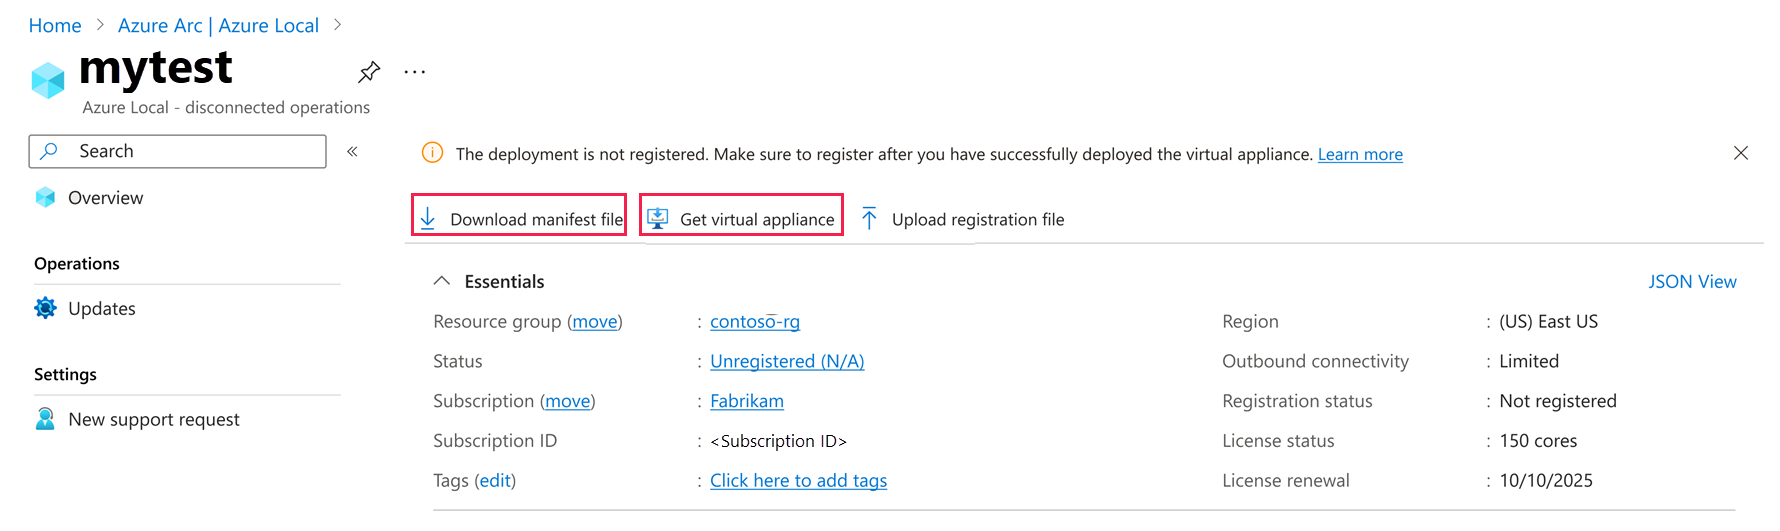 Home > Azure Arc | Azure Local >
mytest ...
Azure Local - disconnected operations
Search «
Overview
Operations
Updates
Settings
New support request
The deployment is not registered. Make sure to register after you have successfully deployed the virtual appliance. Learn more
Download manifest file Get virtual appliance Upload registration file
Essentials JSON View
Resource group (move) : contoso-rg Region : (US) East US
Status : Unregistered (N/A) Outbound connectivity : Limited
Subscription (move) : Fabrikam Registration status : Not registered
Subscription ID : <Subscription ID> License status : 150 cores
Tags (edit) : Click here to add tags License renewal : 10/10/2025